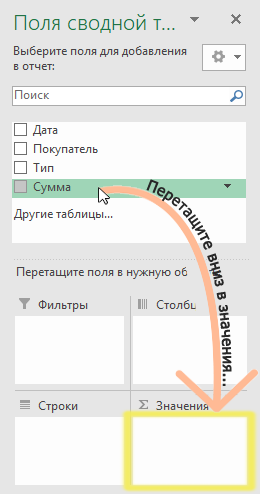 Поля сводной т...
Выберите поля для добавления
в отчет:
Поиск
Дата
Покупатель
Тип
Сумма
Другие таблицы...
Перетащите вниз в значения...
Перетащите поля в нужную об
Фильтры
Столбц
Строки
Значения